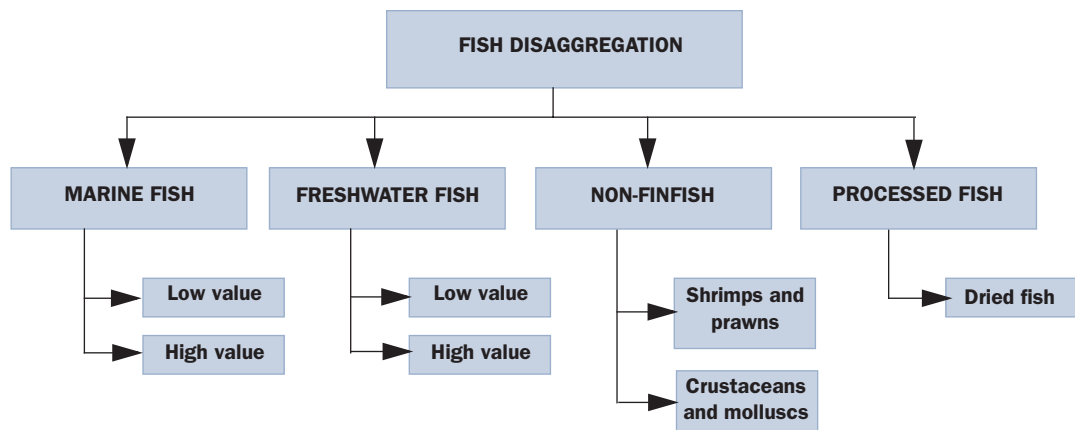 FISH DISAGGREGATION
MARINE FISH
FRESHWATER FISH
NON-FINFISH
PROCESSED FISH
Low value
High value
Low value
High value
Shrimps and
prawns
Crustaceans
and molluscs
Dried fish